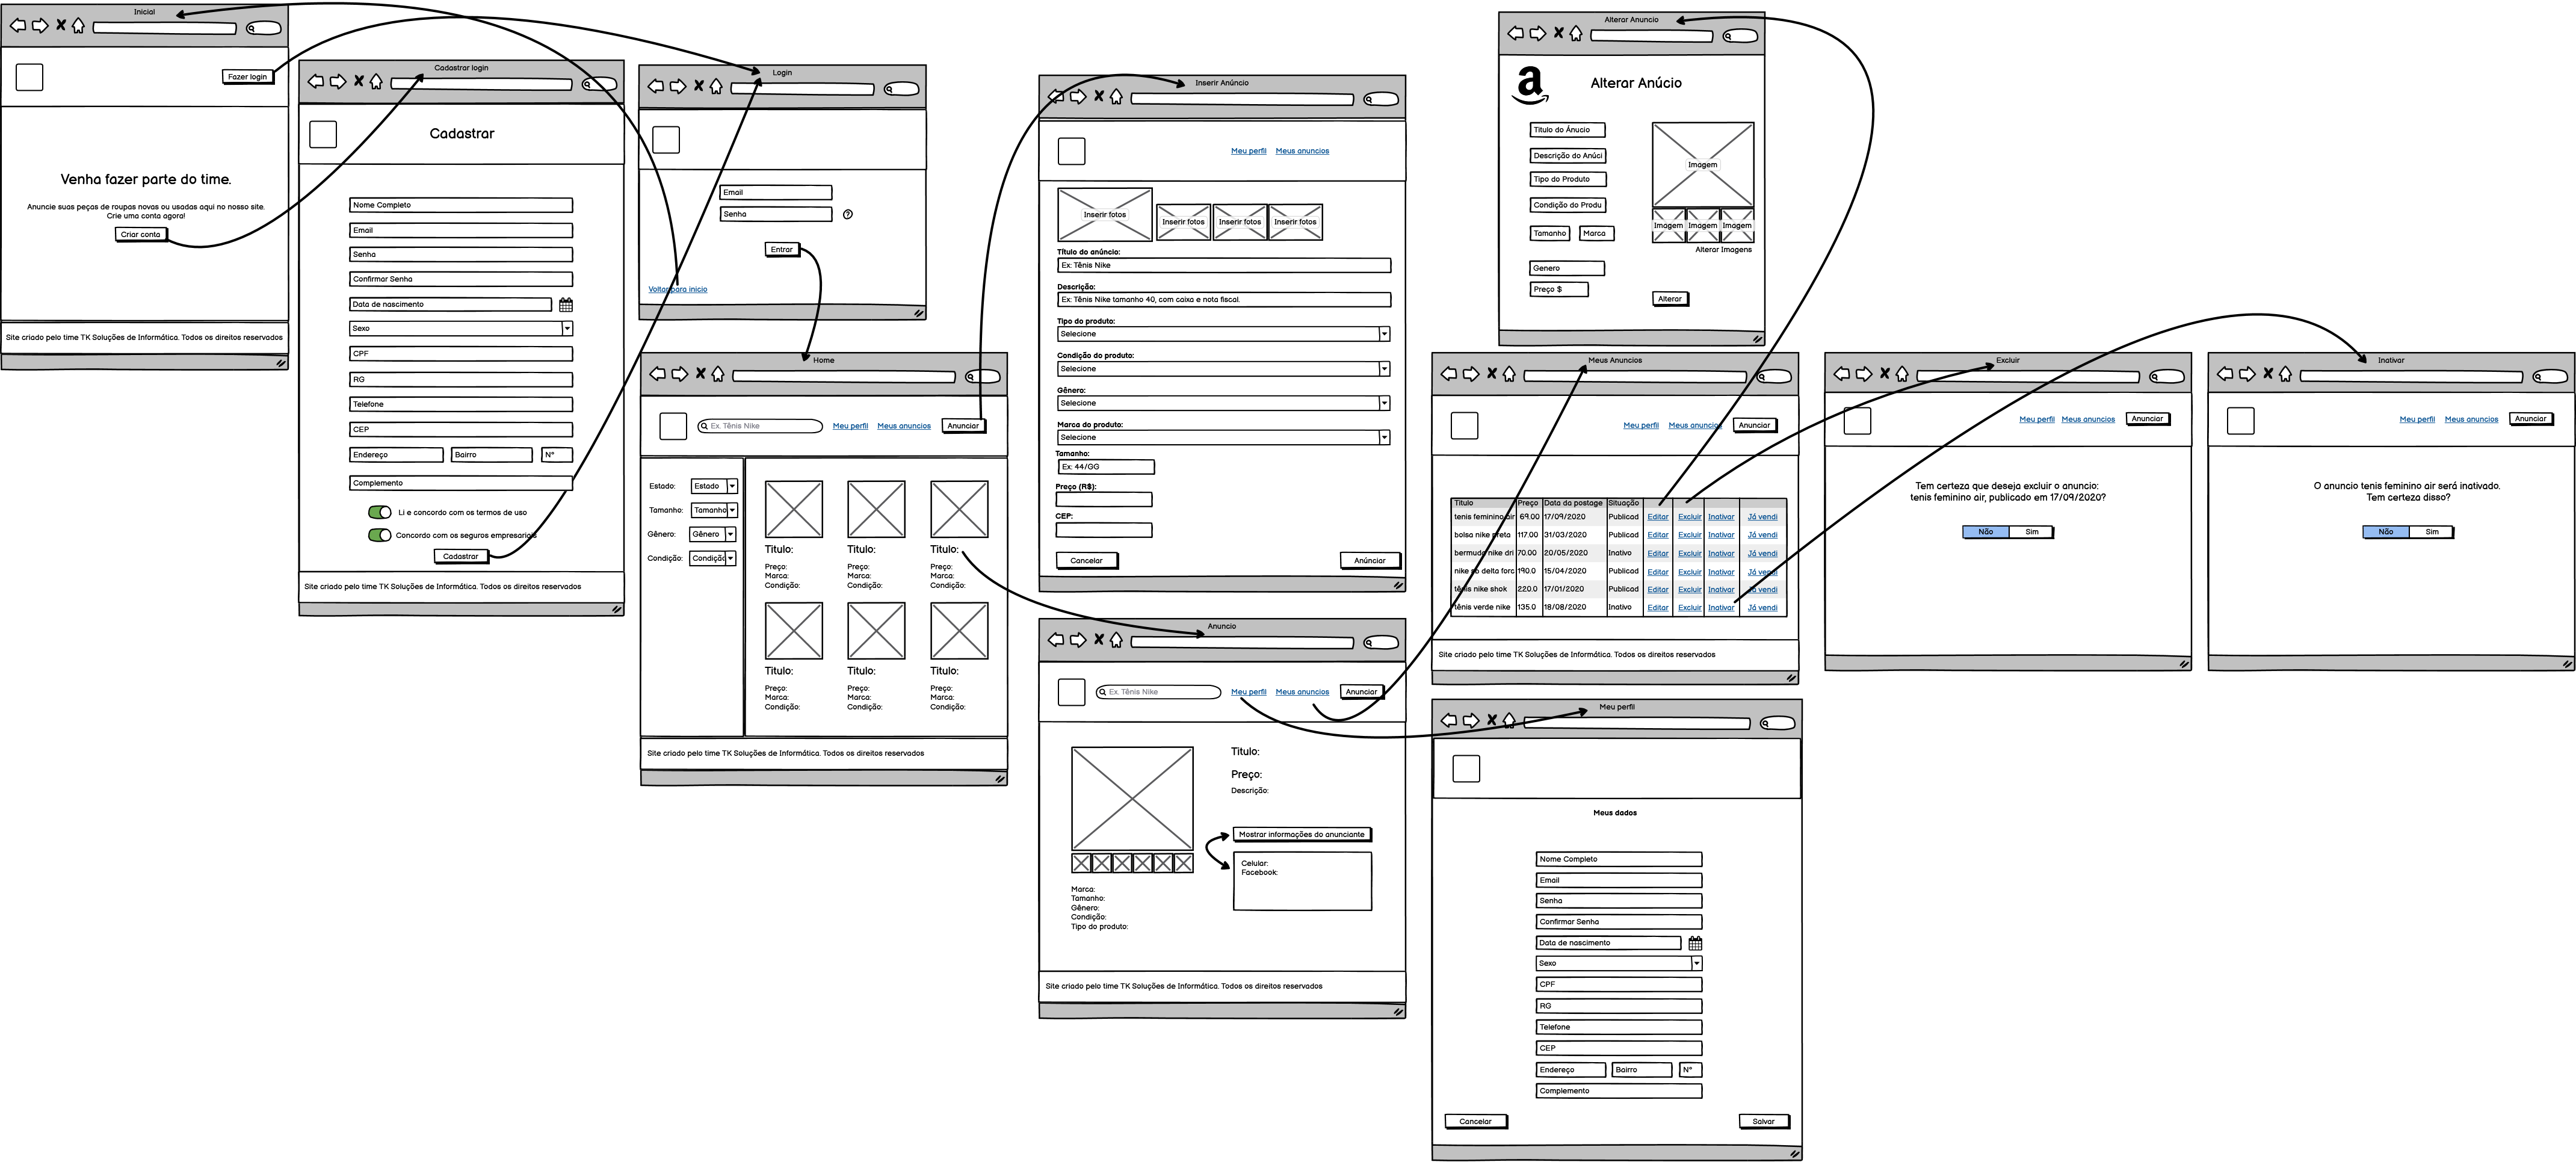 Inicial
Fazer login
Venha fazer parte do time.
Anuncie suas peças de roupas novas ou usadas aqui no nosso site.
Crie uma conta agora!
Criar conta
Site criado pelo time TK Soluções de Informática. Todos os direitos reservados
Cadastrar login
Cadastrar
Nome Completo
Email
Senha
Confirmar Senha
Data de nascimento
Sexo
CPF
RG
Telefone
CEP
Endereço Bairro N°
Complemento
Li e concordo com os termos de uso
Concordo com os seguros empresariais
Cadastrar
Site criado pelo time TK Soluções de Informática. Todos os direitos reservados
Login
Email
Senha
?
Entrar
Voltar para inicio
Home
Ex. Tênis Nike Meu perfil Meus anuncios Anunciar
Estado: Estado
Tamanho: Tamanho
Gênero: Gênero
Condição: Condição
Titulo: Titulo: Titulo:
Preço: Preço: Preço:
Marca: Marca: Marca:
Condição: Condição: Condição:
Titulo: Titulo: Titulo:
Preço: Preço: Preço:
Marca: Marca: Marca:
Condição: Condição: Condição:
Site criado pelo time TK Soluções de Informática. Todos os direitos reservados
Inserir Anúncio
Meu perfil Meus anuncios
Inserir fotos Inserir fotos Inserir fotos Inserir fotos
Título do anúncio:
Ex: Tênis Nike
Descrição:
Ex: Tênis Nike tamanho 40, com caixa e nota fiscal.
Tipo do produto:
Selecione
Condição do produto:
Selecione
Gênero:
Selecione
Marca do produto:
Selecione
Tamanho:
Ex: 44/GG
Preço (R$):
CEP:
Cancelar Anúnciar
Anuncio
Ex. Tênis Nike Meu perfil Meus anuncios Anunciar
Titulo:
Preço:
Descrição:
Mostrar informações do anunciante
Celular:
Facebook:
Marca:
Tamanho:
Gênero:
Condição:
Tipo do produto:
Site criado pelo time TK Soluções de Informática. Todos os direitos reservados
Alterar Anuncio
a
Alterar Anúcio
Titulo do Ánucio
Descrição do Anúci
Tipo do Produto
Condição do Produ
Tamanho Marca
Genero
Preço $
Imagem
Imagem Imagem Imagem
Alterar Imagens
Alterar
Meus Anuncios
Meu perfil Meus anuncios Anunciar
Titulo Preço Data da postage Situação
tenis feminino air 69.00 17/09/2020 Publicad Editar Excluir Inativar Já vendi
bolsa nike preta 117.00 31/03/2020 Publicad Editar Excluir Inativar Já vendi
bermuda nike dri 70.00 20/05/2020 Inativo Editar Excluir Inativar Já vendi
nike sb delta forc 190.0 15/04/2020 Publicad Editar Excluir Inativar Já vendi
tênis nike shok 220.0 17/01/2020 Publicad Editar Excluir Inativar Já vendi
tênis verde nike 135.0 18/08/2020 Inativo Editar Excluir Inativar Já vendi
Site criado pelo time TK Soluções de Informática. Todos os direitos reservados
Excluir
Meu perfil Meus anuncios Anunciar
Tem certeza que deseja excluir o anuncio:
tenis feminino air, publicado em 17/09/2020?
Não Sim
Inativar
Meu perfil Meus anuncios Anunciar
O anuncio tenis feminino air será inativado.
Tem certeza disso?
Não Sim
Meu perfil
Meus dados
Nome Completo
Email
Senha
Confirmar Senha
Data de nascimento
Sexo
CPF
RG
Telefone
CEP
Endereço Bairro N°
Complemento
Cancelar Salvar